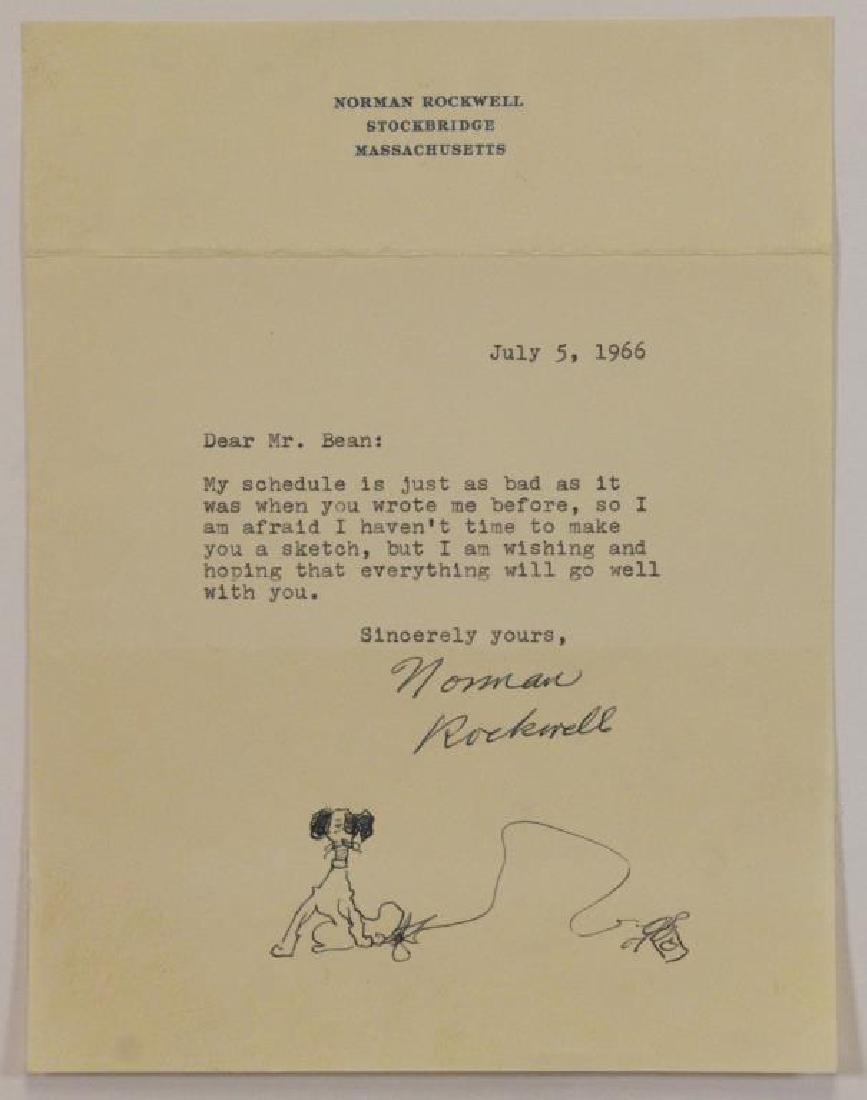 NORMAN ROCKWELL
STOCKBRIDGE
MASSACHUSETTS
July 5, 1966
Dear Mr. Bean:
My schedule is just as bad as it
was when you wrote me before, so I
am afraid I haven't time to make
you a sketch, but I am wishing and
hoping that everything will go well
with you.
Sincerely yours,
Norman
Rockwell